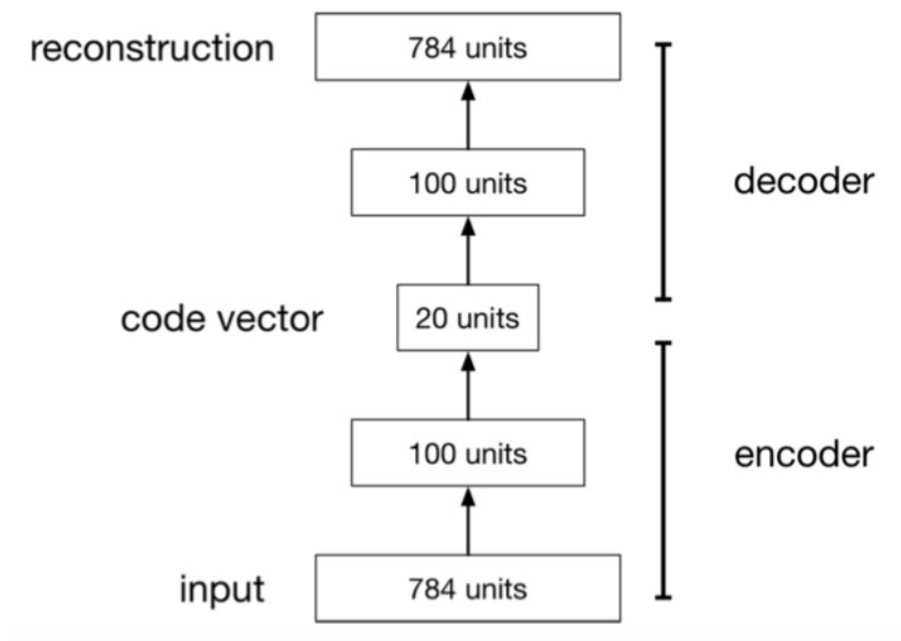 reconstruction
784 units
100 units
decoder
code vector
20 units
100 units
encoder
input
784 units